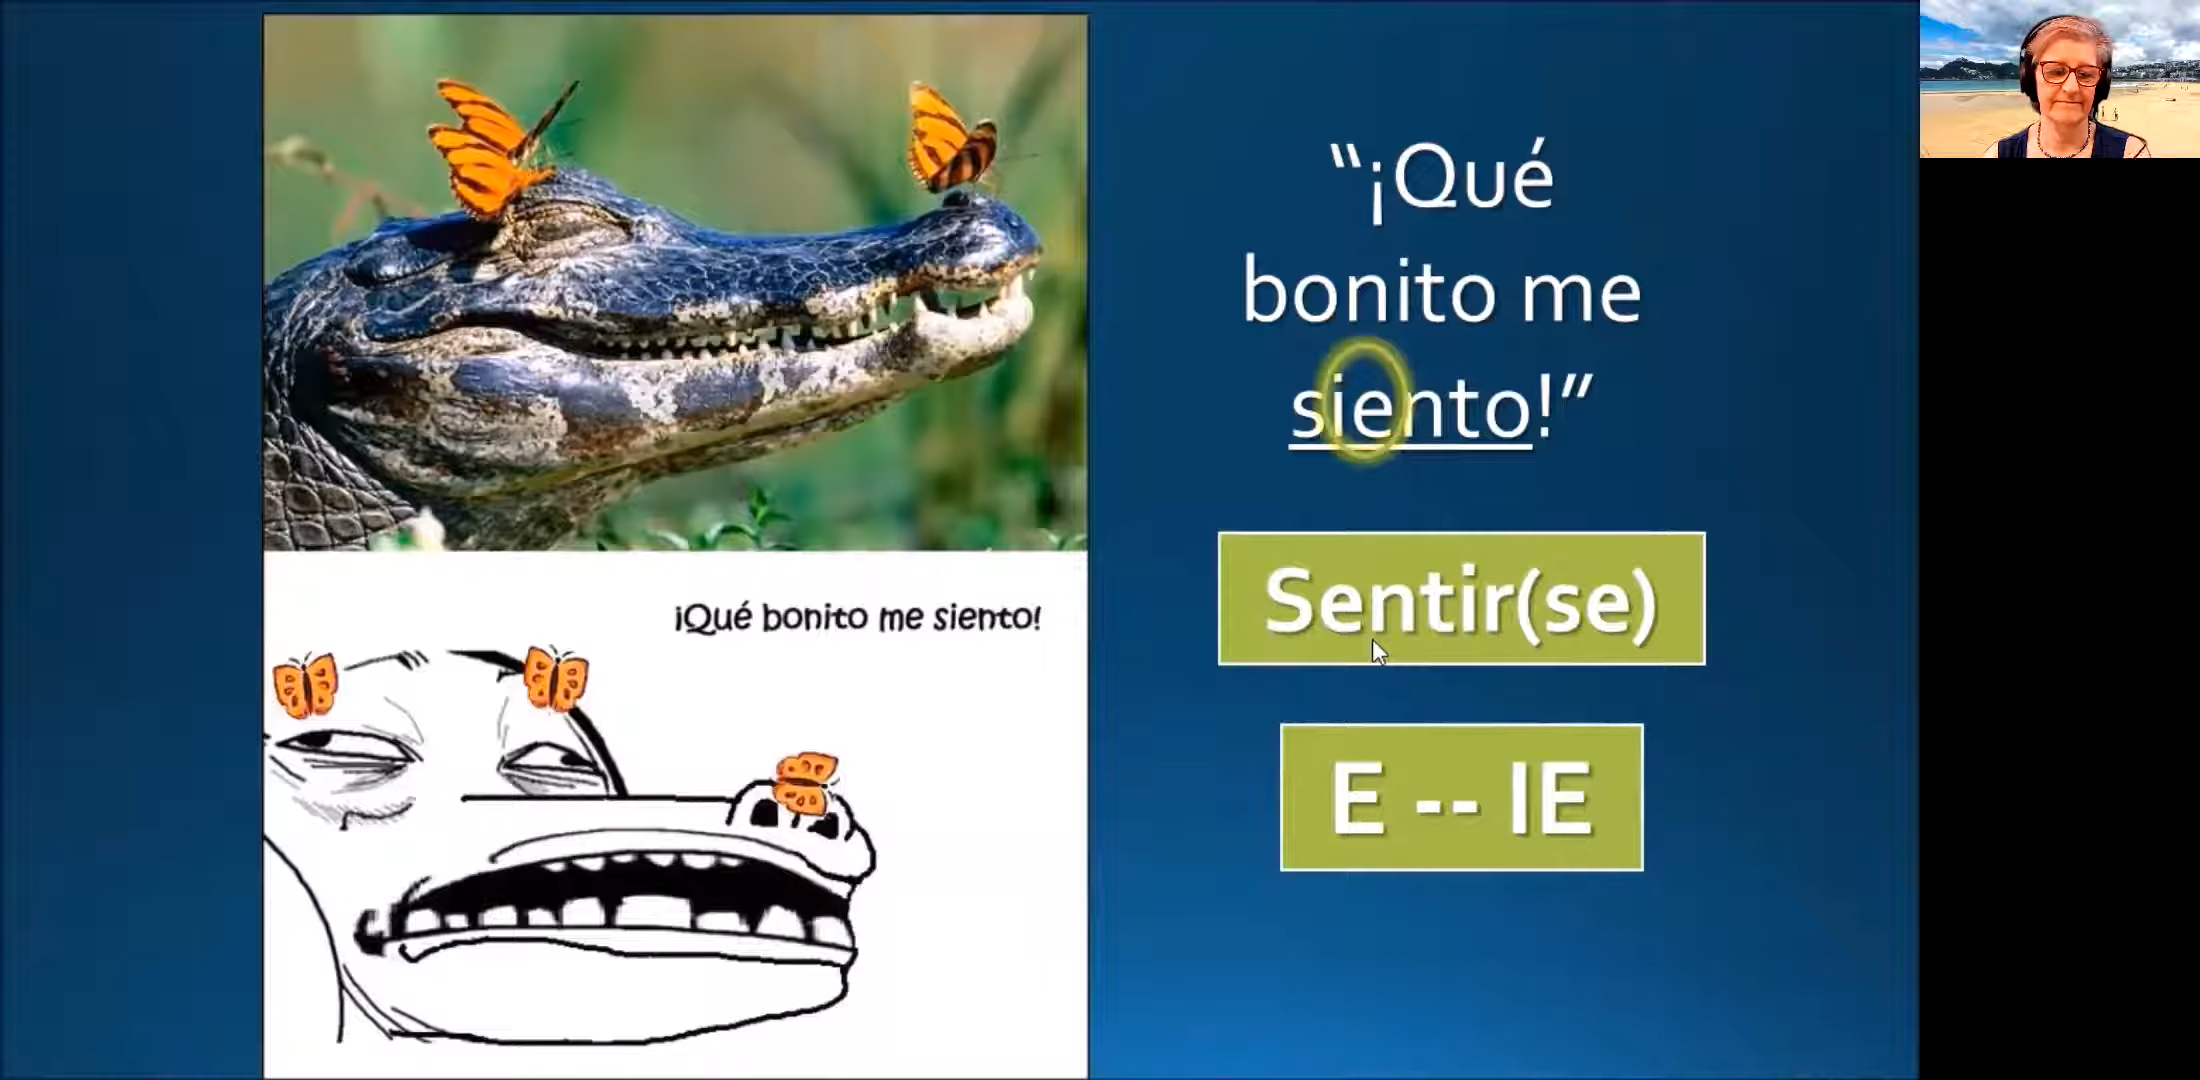 ¡Qué bonito me siento!
“¡Qué
bonito me
siento!”
Sentir(se)
E -- IE